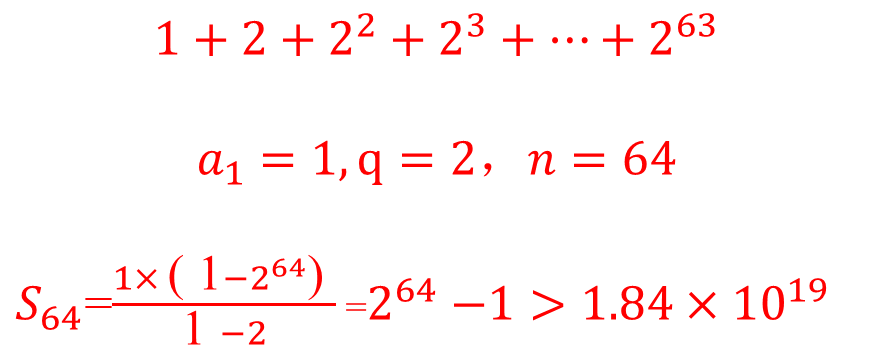 1 + 2 + 2² + 2³ + ⋯ + 2⁶³
a₁ = 1, q = 2，n = 64
S₆₄ = \frac{1×(1−2⁶⁴)}{1−2} = 2⁶⁴ − 1 > 1.84 × 10¹⁹